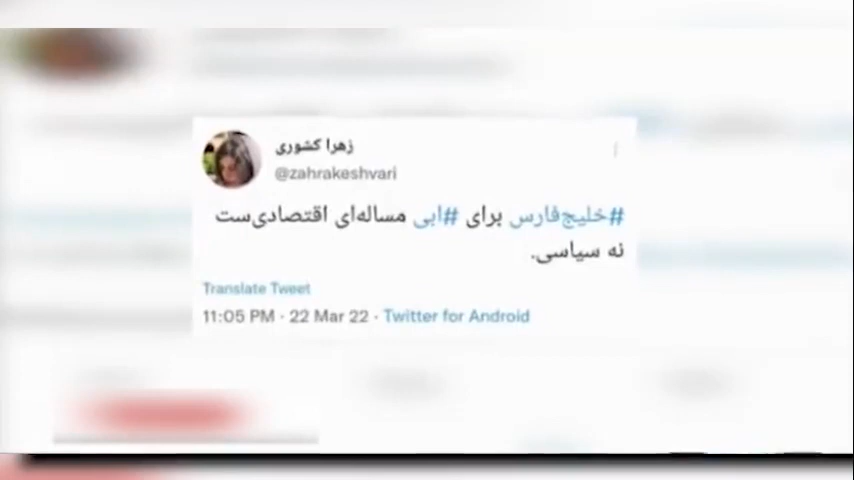 زهرا کشوری
@zahrakeshvari
#خلیج‌فارس برای #ابی مساله‌ای اقتصادی‌ست
نه سیاسی.
Translate Tweet
11:05 PM · 22 Mar 22 · Twitter for Android